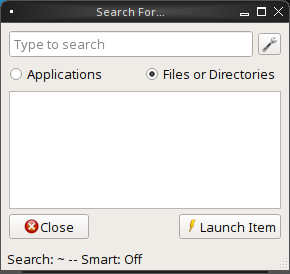 Search For...
Type to search
Applications
Files or Directories
Close
Launch Item
Search: ~ -- Smart: Off